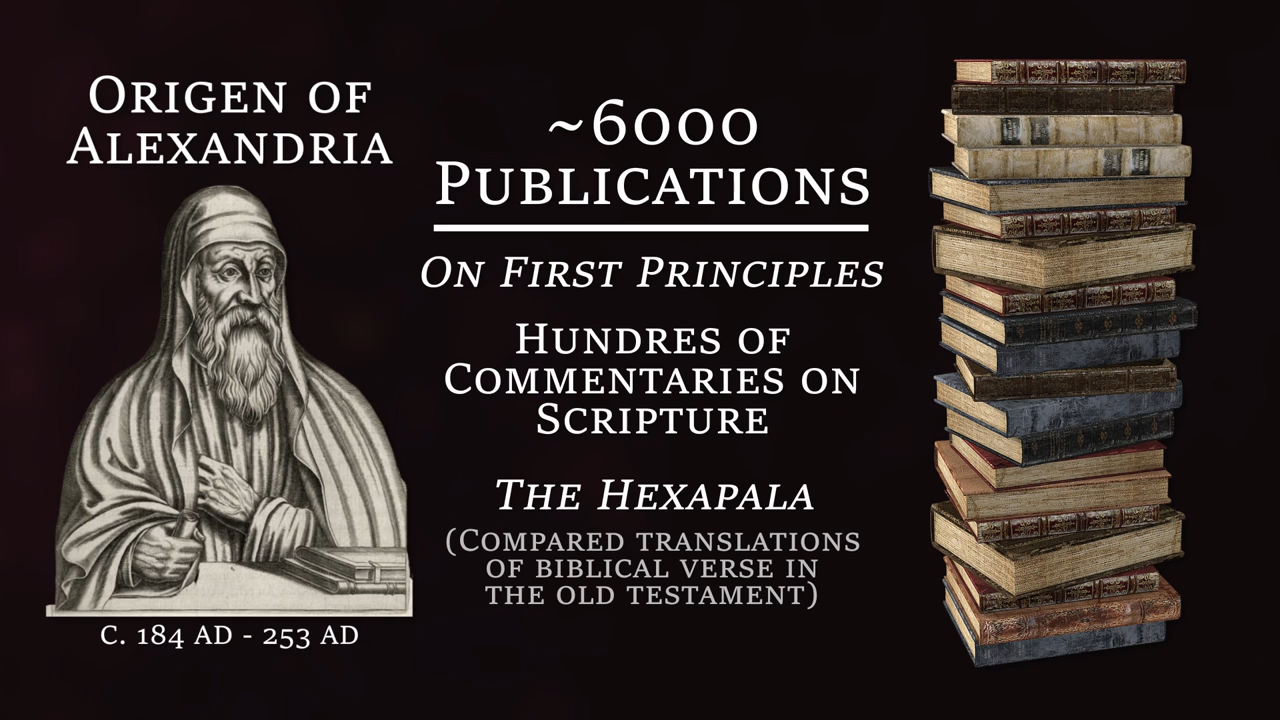 Origen of
Alexandria
c. 184 AD - 253 AD
~6000
Publications
On First Principles
Hundres of
Commentaries on
Scripture
The Hexapala
(Compared translations
of biblical verse in
the old testament)